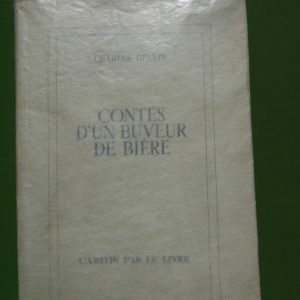 CHARLES DEULIN
CONTES
D'UN BUVEUR
DE BIÈRE
L'AMITIÉ PAR LE LIVRE